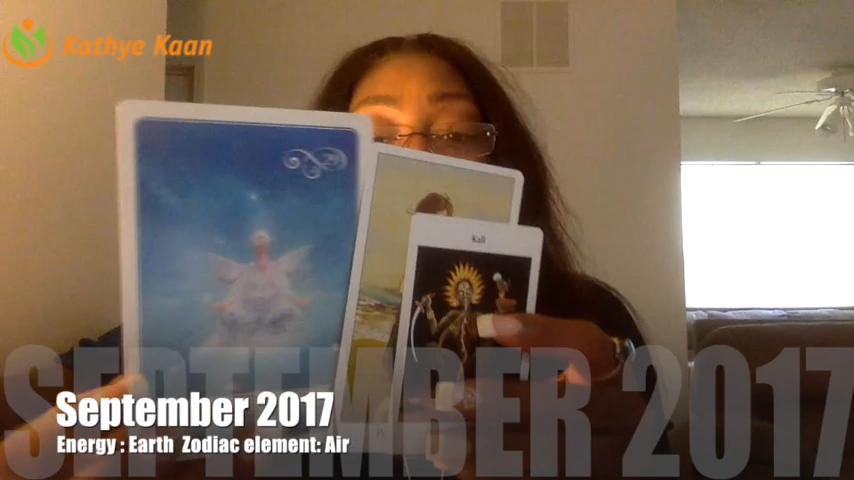 Kathye Kaan
Kali
SEPTEMBER 2017
September 2017
Energy : Earth  Zodiac element: Air